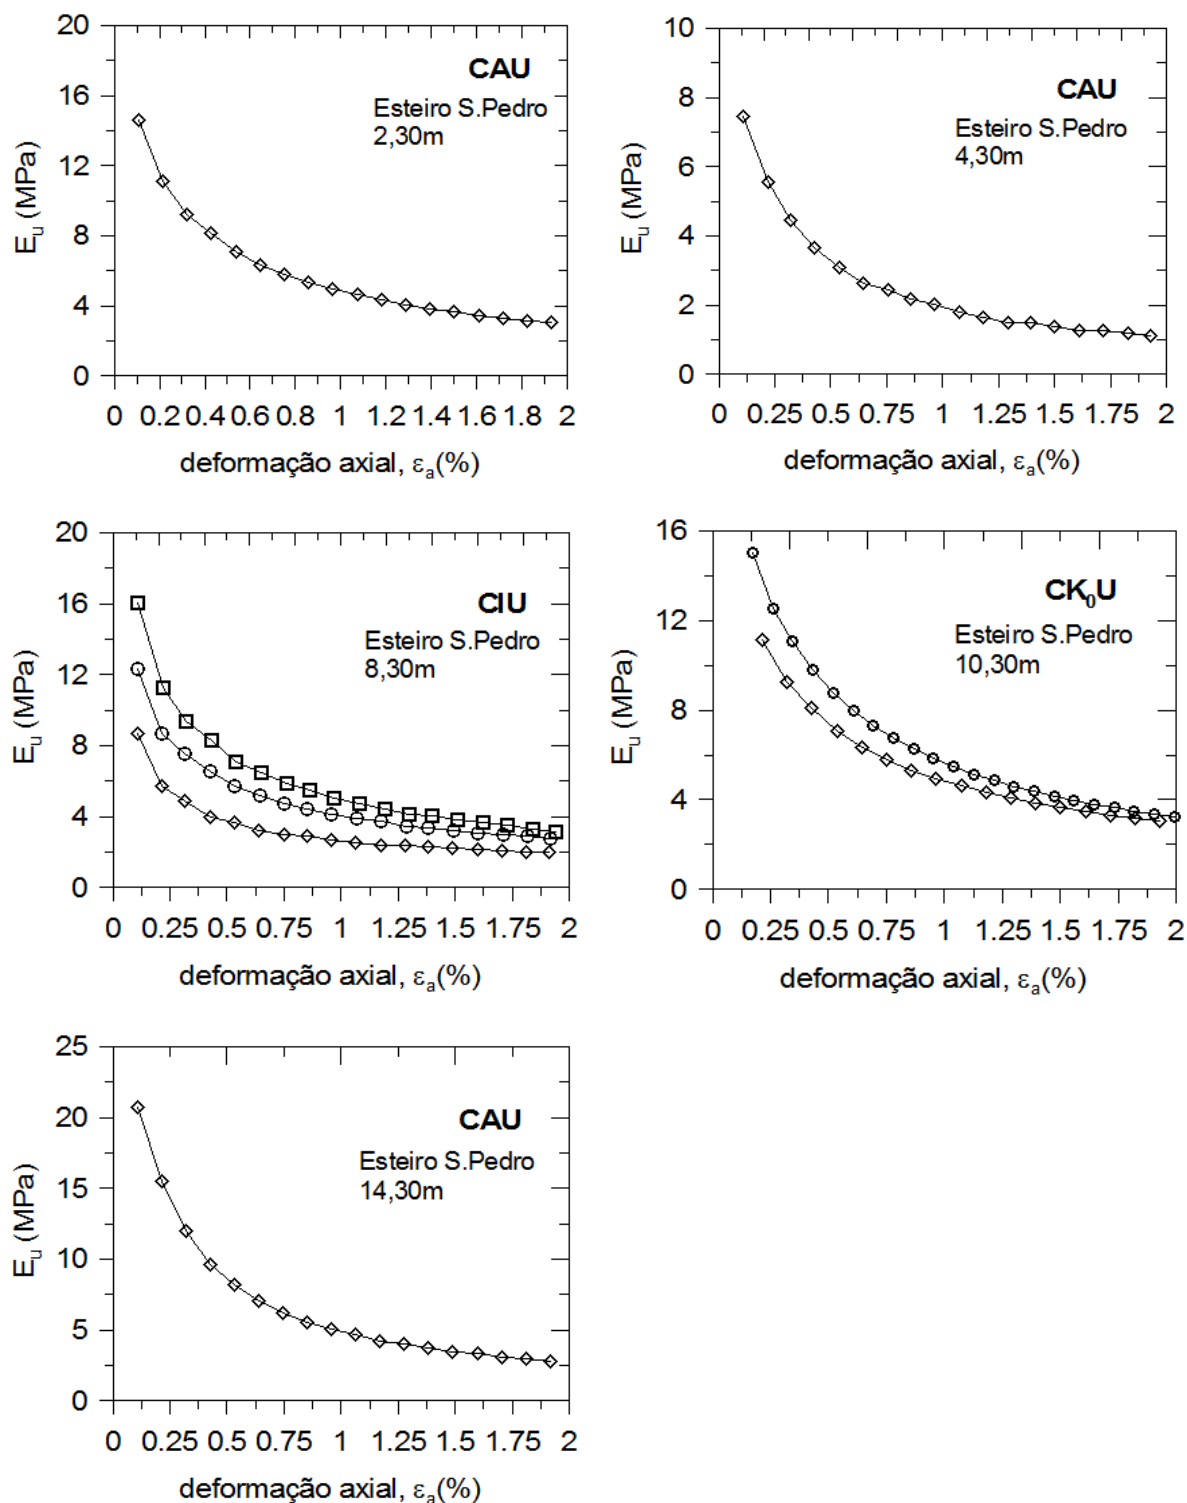 20
16
12
8
4
0
E_u (MPa)
CAU
Esteiro S.Pedro
2,30m
0 0.2 0.4 0.6 0.8 1 1.2 1.4 1.6 1.8 2
deformação axial, ε_a(%)
10
8
6
4
2
0
E_u (MPa)
CAU
Esteiro S.Pedro
4,30m
0 0.25 0.5 0.75 1 1.25 1.5 1.75 2
deformação axial, ε_a(%)
20
16
12
8
4
0
E_u (MPa)
CIU
Esteiro S.Pedro
8,30m
0 0.25 0.5 0.75 1 1.25 1.5 1.75 2
deformação axial, ε_a(%)
16
12
8
4
0
E_u (MPa)
CK₀U
Esteiro S.Pedro
10,30m
0 0.25 0.5 0.75 1 1.25 1.5 1.75 2
deformação axial, ε_a(%)
25
20
15
10
5
0
E_u (MPa)
CAU
Esteiro S.Pedro
14,30m
0 0.25 0.5 0.75 1 1.25 1.5 1.75 2
deformação axial, ε_a(%)